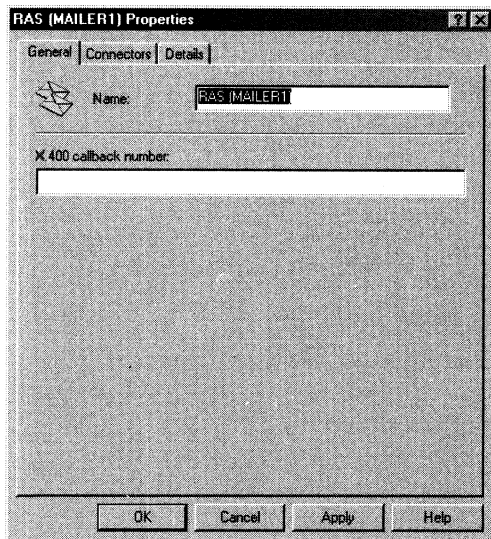 RAS (MAILER1) Properties
General Connectors Details
Name: RAS (MAILER1)
X.400 callback number:
OK Cancel Apply Help